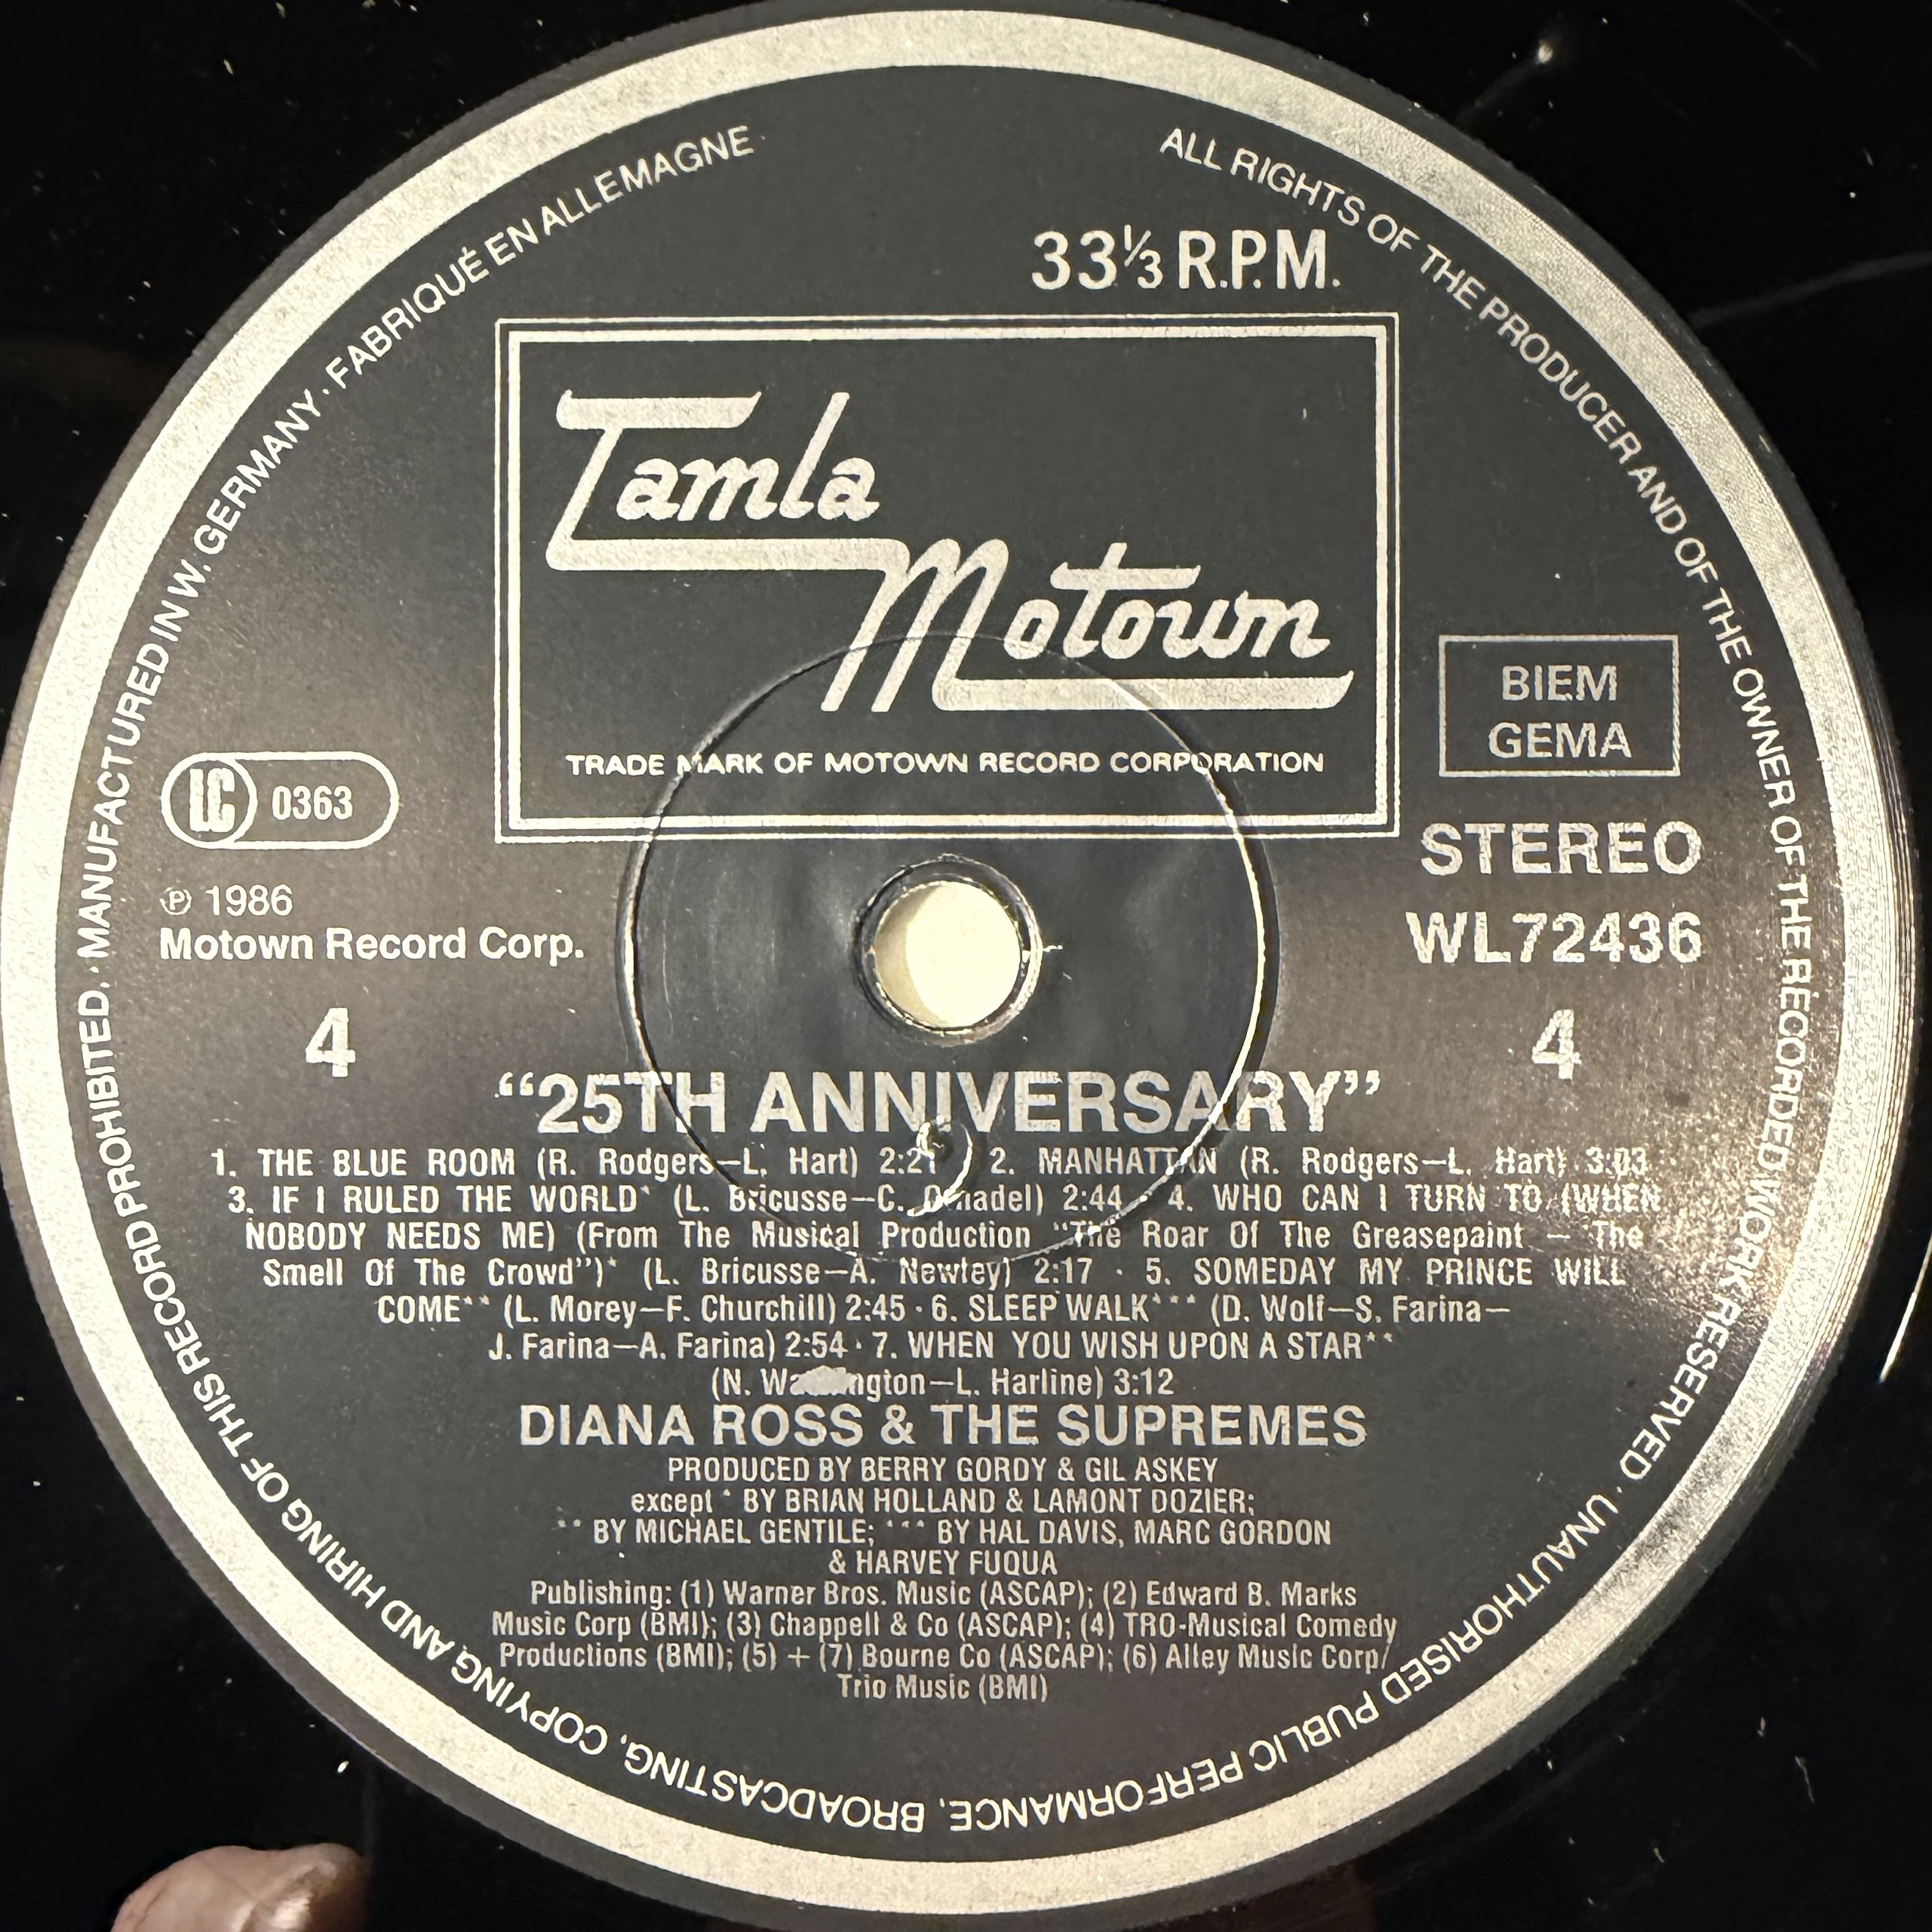 MANUFACTURED IN W. GERMANY · FABRIQUÉ EN ALLEMAGNE
ALL RIGHTS OF THE PRODUCER AND OF THE OWNER OF THE RECORDED WORK RESERVED · UNAUTHORISED PUBLIC PERFORMANCE, BROADCASTING, COPYING AND HIRING OF THIS RECORD PROHIBITED. ·
33⅓ R.P.M.
Tamla
Motown
TRADE MARK OF MOTOWN RECORD CORPORATION
BIEM
GEMA
LC 0363
STEREO
℗ 1986
WL72436
Motown Record Corp.
4 4
“25TH ANNIVERSARY”
1. THE BLUE ROOM (R. Rodgers—L. Hart) 2:21 2. MANHATTAN (R. Rodgers—L. Hart) 3:03
3. IF I RULED THE WORLD* (L. Bricusse—C. 2:44 · 4. WHO CAN I TURN TO (WHEN
NOBODY NEEDS ME) (From The Musical Production “The Roar Of The Greasepaint — The
Smell Of The Crowd”)* (L. Bricusse—A. Newley) 2:17 · 5. SOMEDAY MY PRINCE WILL
COME** (L. Morey—F. Churchill) 2:45 · 6. SLEEP WALK*** (D. Wolf—S. Farina—
J. Farina—A. Farina) 2:54 · 7. WHEN YOU WISH UPON A STAR**
(N. —L. Harline) 3:12
DIANA ROSS & THE SUPREMES
PRODUCED BY BERRY GORDY & GIL ASKEY
except * BY BRIAN HOLLAND & LAMONT DOZIER;
** BY MICHAEL GENTILE; *** BY HAL DAVIS, MARC GORDON
& HARVEY FUQUA
Publishing: (1) Warner Bros. Music (ASCAP); (2) Edward B. Marks
Music Corp (BMI); (3) Chappell & Co (ASCAP); (4) TRO-Musical Comedy
Productions (BMI); (5) + (7) Bourne Co (ASCAP); (6) Alley Music Corp/
Trio Music (BMI)